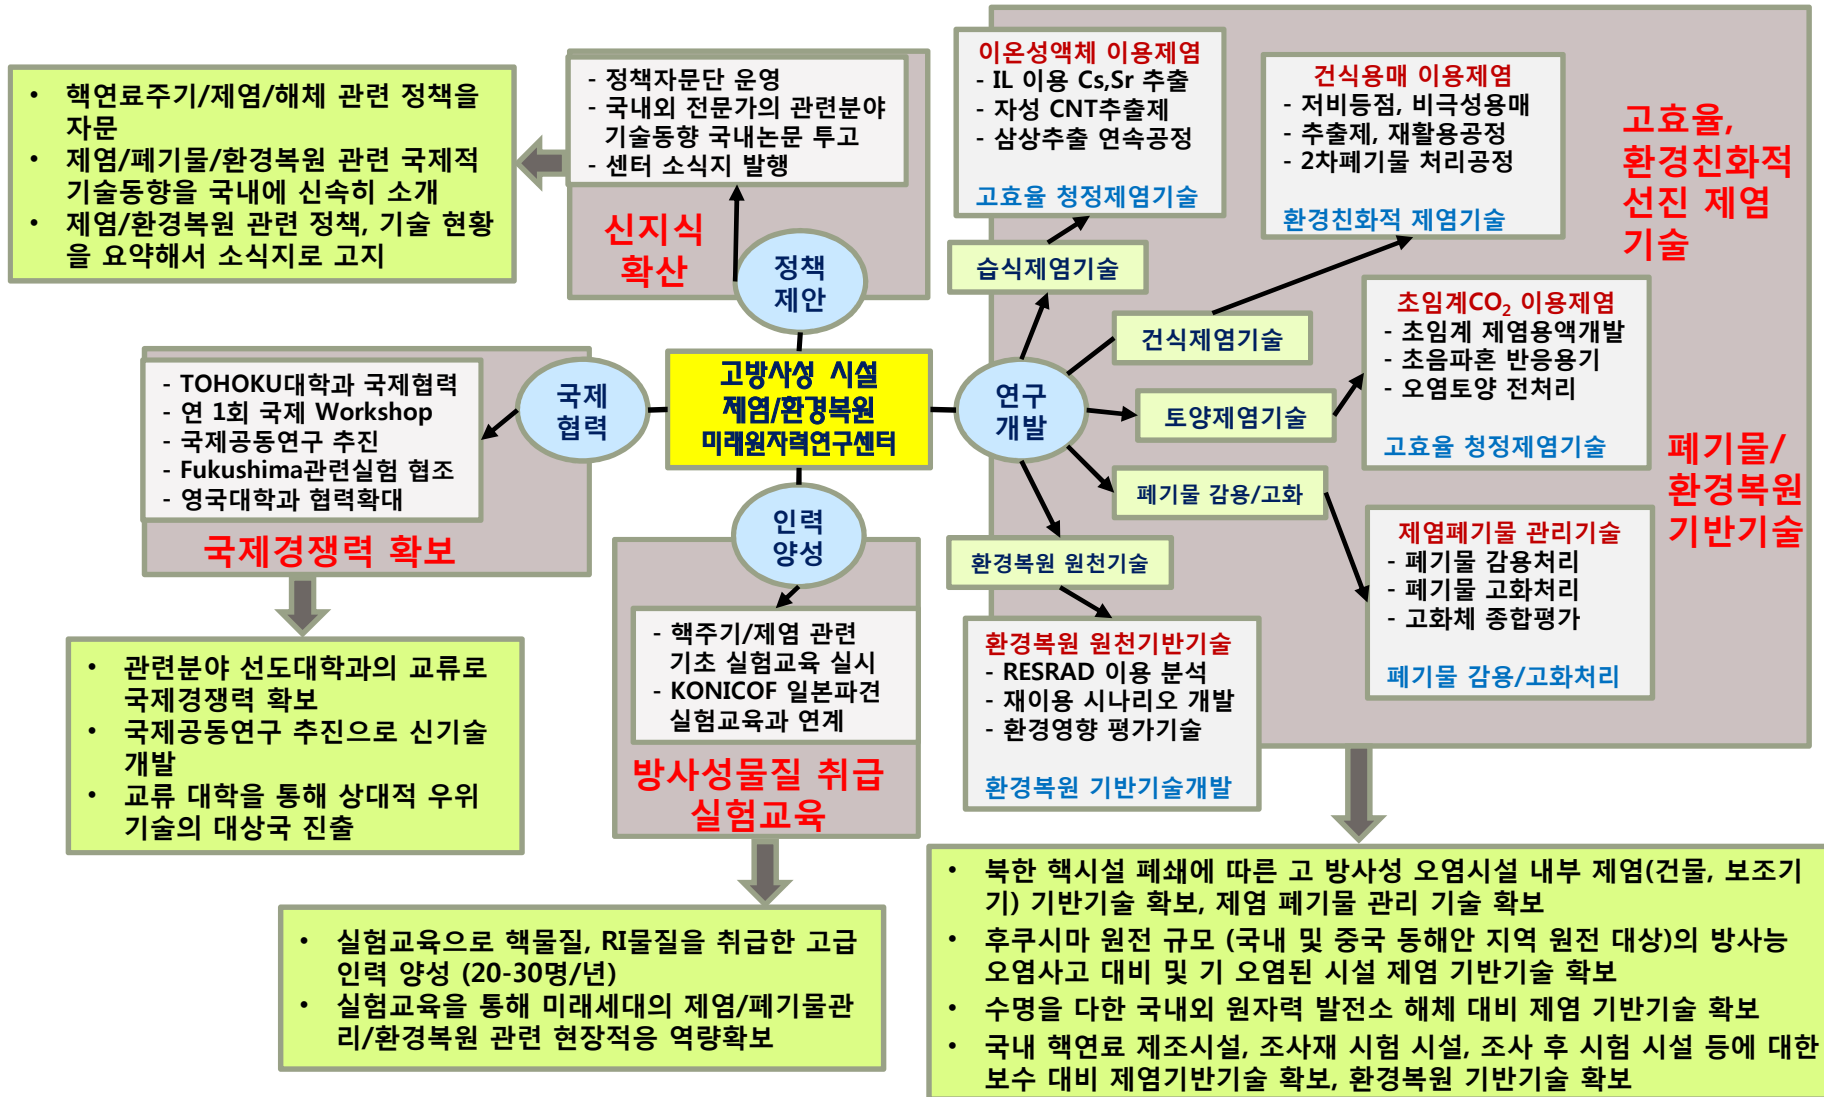 • 핵연료주기/제염/해체 관련 정책을
자문
• 제염/폐기물/환경복원 관련 국제적
기술동향을 국내에 신속히 소개
• 제염/환경복원 관련 정책, 기술 현황
을 요약해서 소식지로 고지
- 정책자문단 운영
- 국내외 전문가의 관련분야
기술동향 국내논문 투고
- 센터 소식지 발행
신지식
확산
정책
제안
이온성액체 이용제염
- IL 이용 Cs,Sr 추출
- 자성 CNT추출제
- 삼상추출 연속공정
고효율 청정제염기술
건식용매 이용제염
- 저비등점, 비극성용매
- 추출제, 재활용공정
- 2차폐기물 처리공정
환경친화적 제염기술
고효율,
환경친화적
선진 제염
기술
습식제염기술
건식제염기술
초임계CO₂ 이용제염
- 초임계 제염용액개발
- 초음파혼 반응용기
- 오염토양 전처리
고효율 청정제염기술
- TOHOKU대학과 국제협력
- 연 1회 국제 Workshop
- 국제공동연구 추진
- Fukushima관련실험 협조
- 영국대학과 협력확대
국제경쟁력 확보
국제
협력
고방사성 시설
제염/환경복원
미래원자력연구센터
연구
개발
토양제염기술
폐기물 감용/고화
폐기물/
환경복원
기반기술
인력
양성
환경복원 원천기술
제염폐기물 관리기술
- 폐기물 감용처리
- 폐기물 고화처리
- 고화체 종합평가
폐기물 감용/고화처리
- 핵주기/제염 관련
기초 실험교육 실시
- KONICOF 일본파견
실험교육과 연계
방사성물질 취급
실험교육
환경복원 원천기반기술
- RESRAD 이용 분석
- 재이용 시나리오 개발
- 환경영향 평가기술
환경복원 기반기술개발
• 관련분야 선도대학과의 교류로
국제경쟁력 확보
• 국제공동연구 추진으로 신기술
개발
• 교류 대학을 통해 상대적 우위
기술의 대상국 진출
• 실험교육으로 핵물질, RI물질을 취급한 고급
인력 양성 (20-30명/년)
• 실험교육을 통해 미래세대의 제염/폐기물관
리/환경복원 관련 현장적응 역량확보
• 북한 핵시설 폐쇄에 따른 고 방사성 오염시설 내부 제염(건물, 보조기
기) 기반기술 확보, 제염 폐기물 관리 기술 확보
• 후쿠시마 원전 규모 (국내 및 중국 동해안 지역 원전 대상)의 방사능
오염사고 대비 및 기 오염된 시설 제염 기반기술 확보
• 수명을 다한 국내외 원자력 발전소 해체 대비 제염 기반기술 확보
• 국내 핵연료 제조시설, 조사재 시험 시설, 조사 후 시험 시설 등에 대한
보수 대비 제염기반기술 확보, 환경복원 기반기술 확보